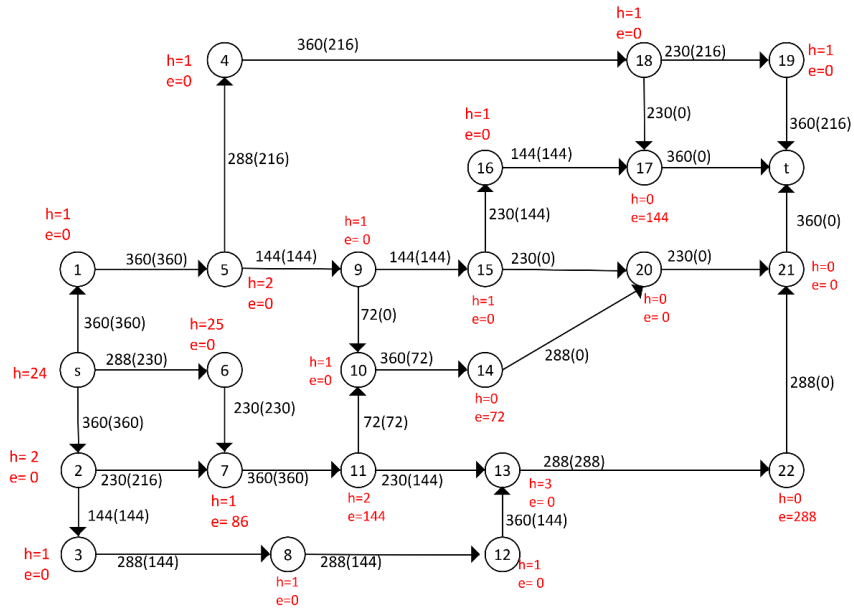 h=1
e=0
360(216)
h=1
e=0
4
18
230(216)
19
h=1
e=0
230(0)
360(216)
h=1
e=0
288(216)
16
144(144)
17
360(0)
t
h=0
e=144
h=1
e=0
230(144)
360(0)
h=1
e= 0
1
360(360)
5
144(144)
9
144(144)
15
230(0)
20
230(0)
21
h=0
e= 0
h=2
e=0
h=1
e=0
h=0
e= 0
360(360)
72(0)
h=25
e=0
h=24
s
288(230)
6
h=1
e=0
10
360(72)
14
288(0)
h=0
e=72
288(0)
360(360)
230(230)
72(72)
h= 2
e= 0
2
230(216)
7
360(360)
11
230(144)
13
288(288)
22
h=1
e= 86
h=2
e=144
h=3
e= 0
h=0
e=288
144(144)
360(144)
h=1
e=0
3
288(144)
8
288(144)
12
h=1
e=0
h=1
e= 0